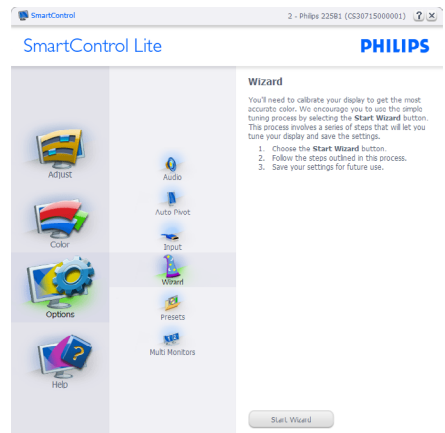 SmartControl
2 - Philips 225B1 (CS30715000001)
? ×
SmartControl Lite
PHILIPS
Wizard
You'll need to calibrate your display to get the most
accurate color. We encourage you to use the simple
tuning process by selecting the Start Wizard button.
This process involves a series of steps that will let you
tune your display and save the settings.
1. Choose the Start Wizard button.
2. Follow the steps outlined in this process.
3. Save your settings for future use.
Adjust
Color
Options
Help
Audio
Auto Pivot
Input
Wizard
Presets
Multi Monitors
Start Wizard